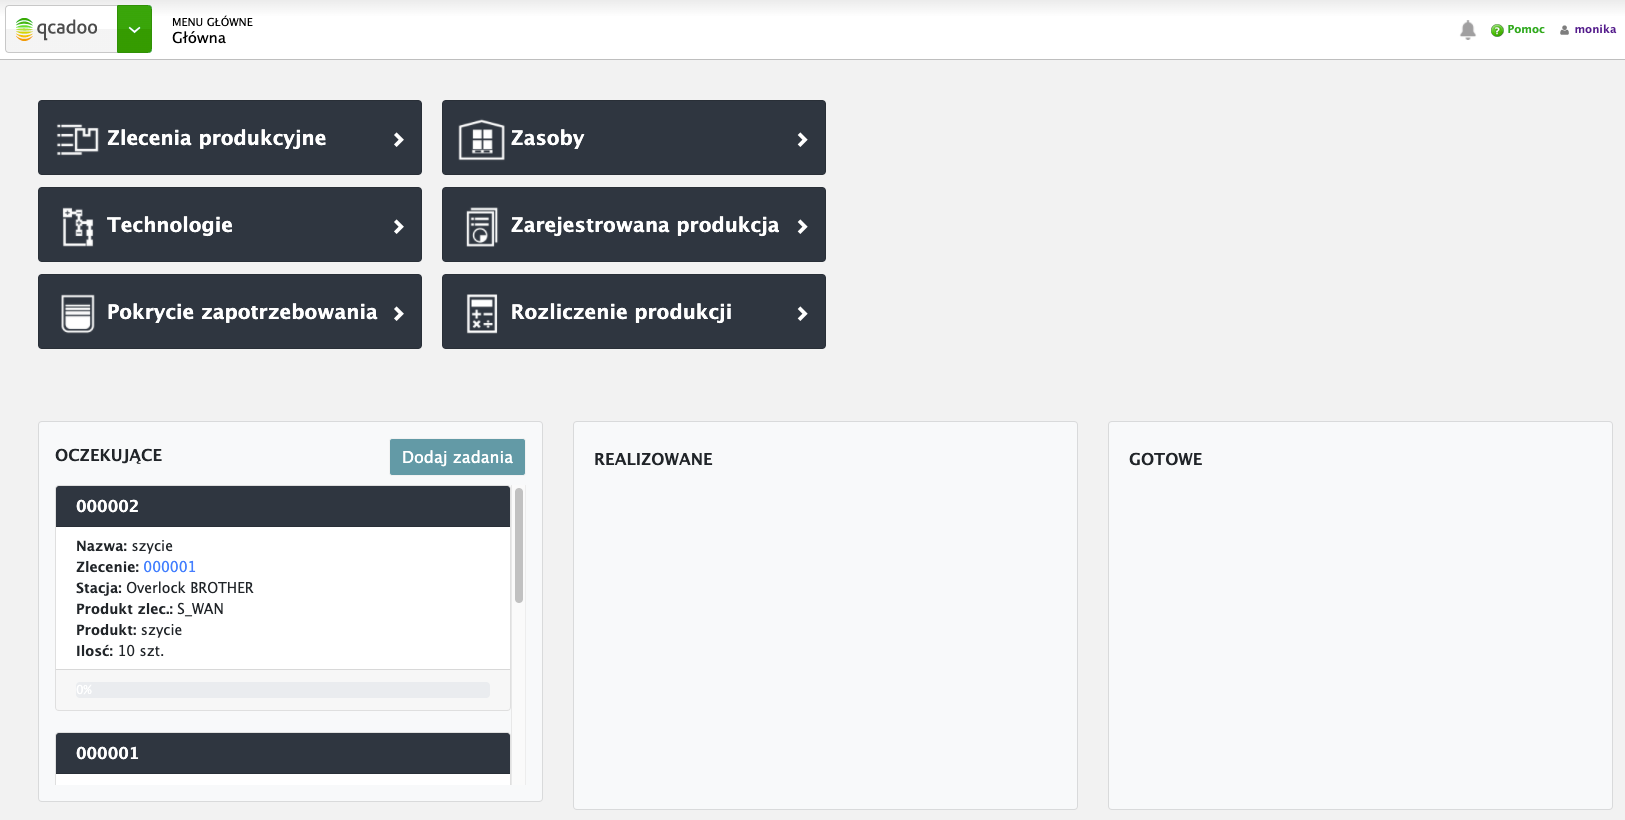 qcadoo
MENU GŁÓWNE
Główna
Pomoc
monika
Zlecenia produkcyjne
Zasoby
Technologie
Zarejestrowana produkcja
Pokrycie zapotrzebowania
Rozliczenie produkcji
OCZEKUJĄCE
Dodaj zadania
000002
Nazwa: szycie
Zlecenie: 000001
Stacja: Overlock BROTHER
Produkt zlec.: S_WAN
Produkt: szycie
Ilość: 10 szt.
0%
000001
REALIZOWANE
GOTOWE